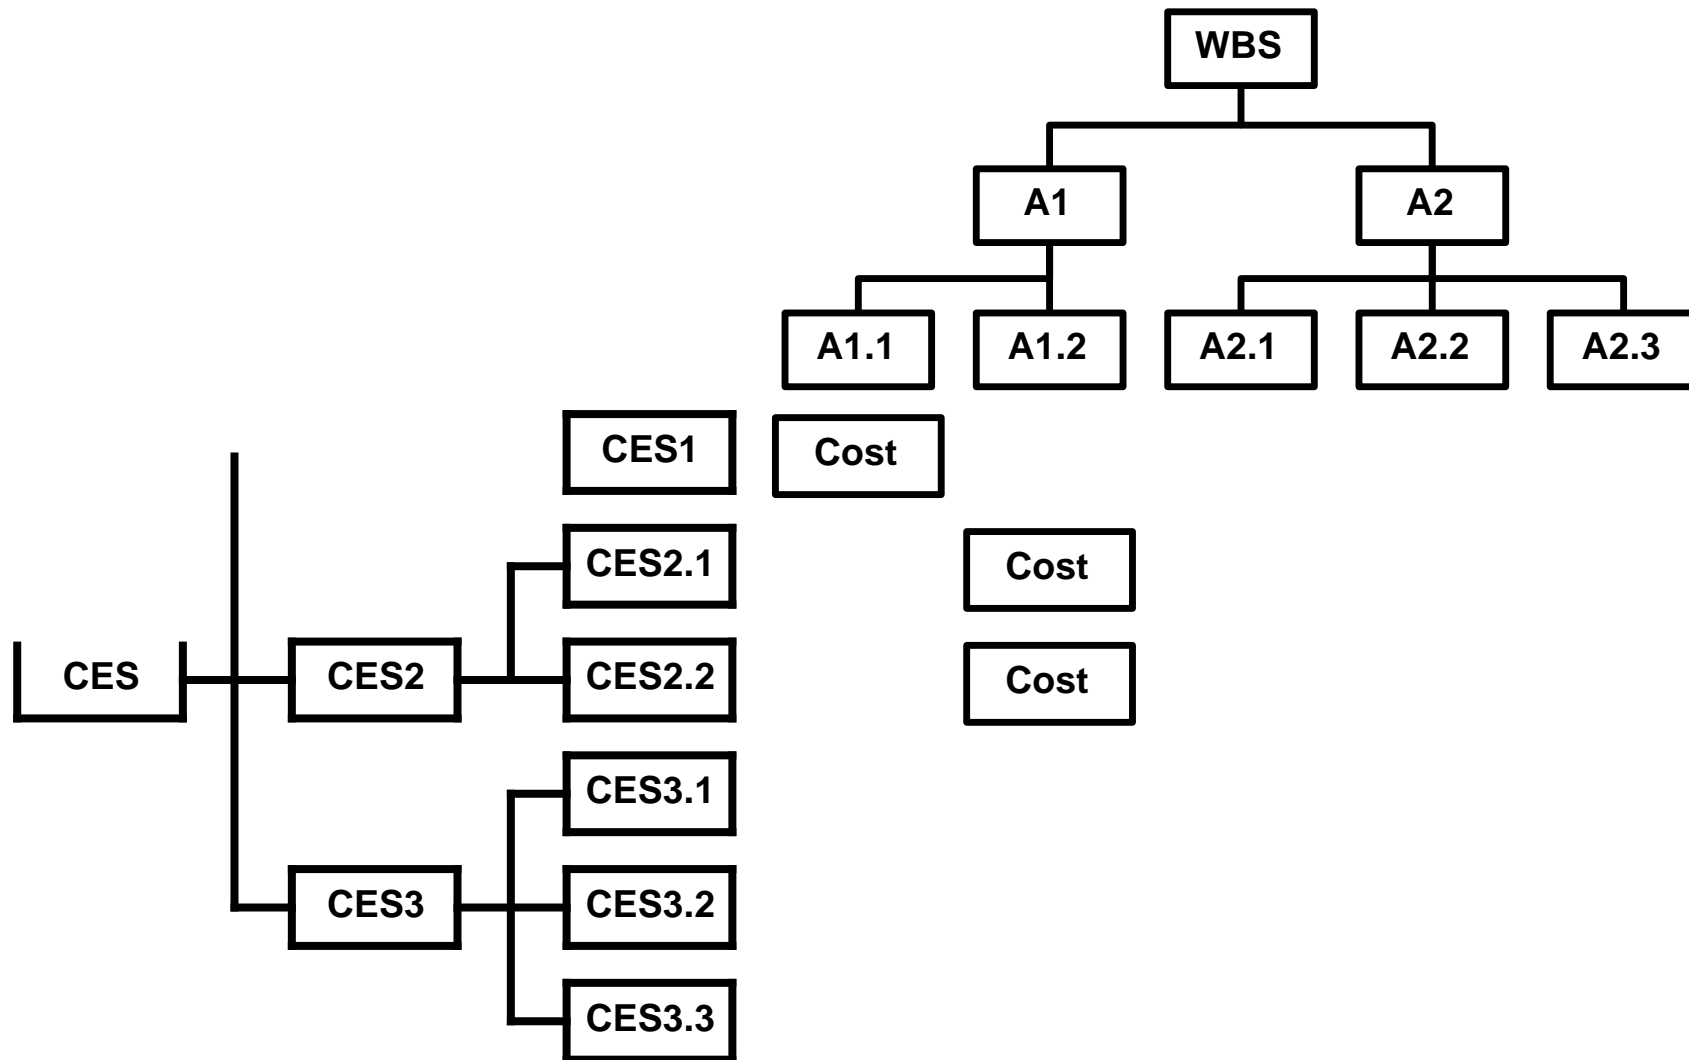 WBS
A1 A2
A1.1 A1.2 A2.1 A2.2 A2.3
CES1 Cost
CES2.1 Cost
CES CES2 CES2.2 Cost
CES3.1
CES3 CES3.2
CES3.3